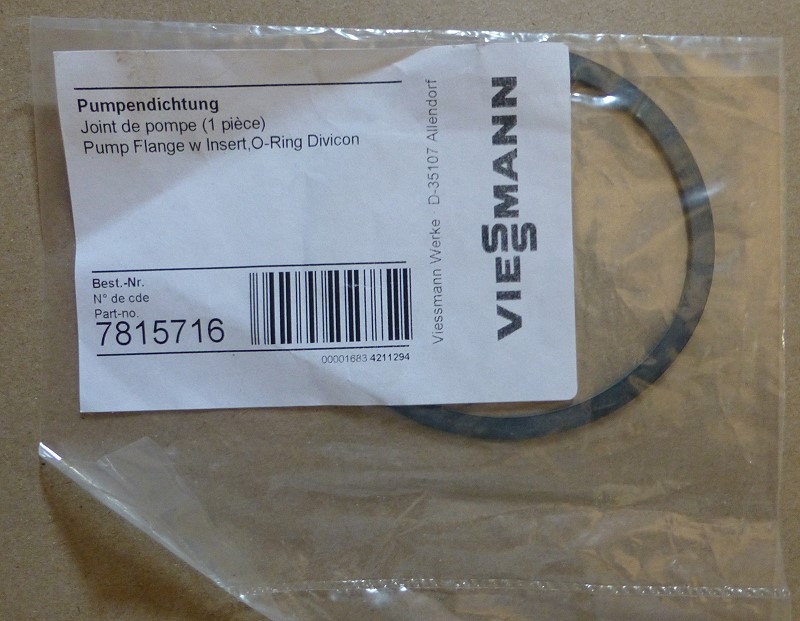 Pumpendichtung
Joint de pompe (1 pièce)
Pump Flange w Insert,O-Ring Divicon
Best.-Nr.
N° de cde
Part-no.
7815716
00001683 4211294
Viessmann Werke D-35107 Allendorf
VIESSMANN